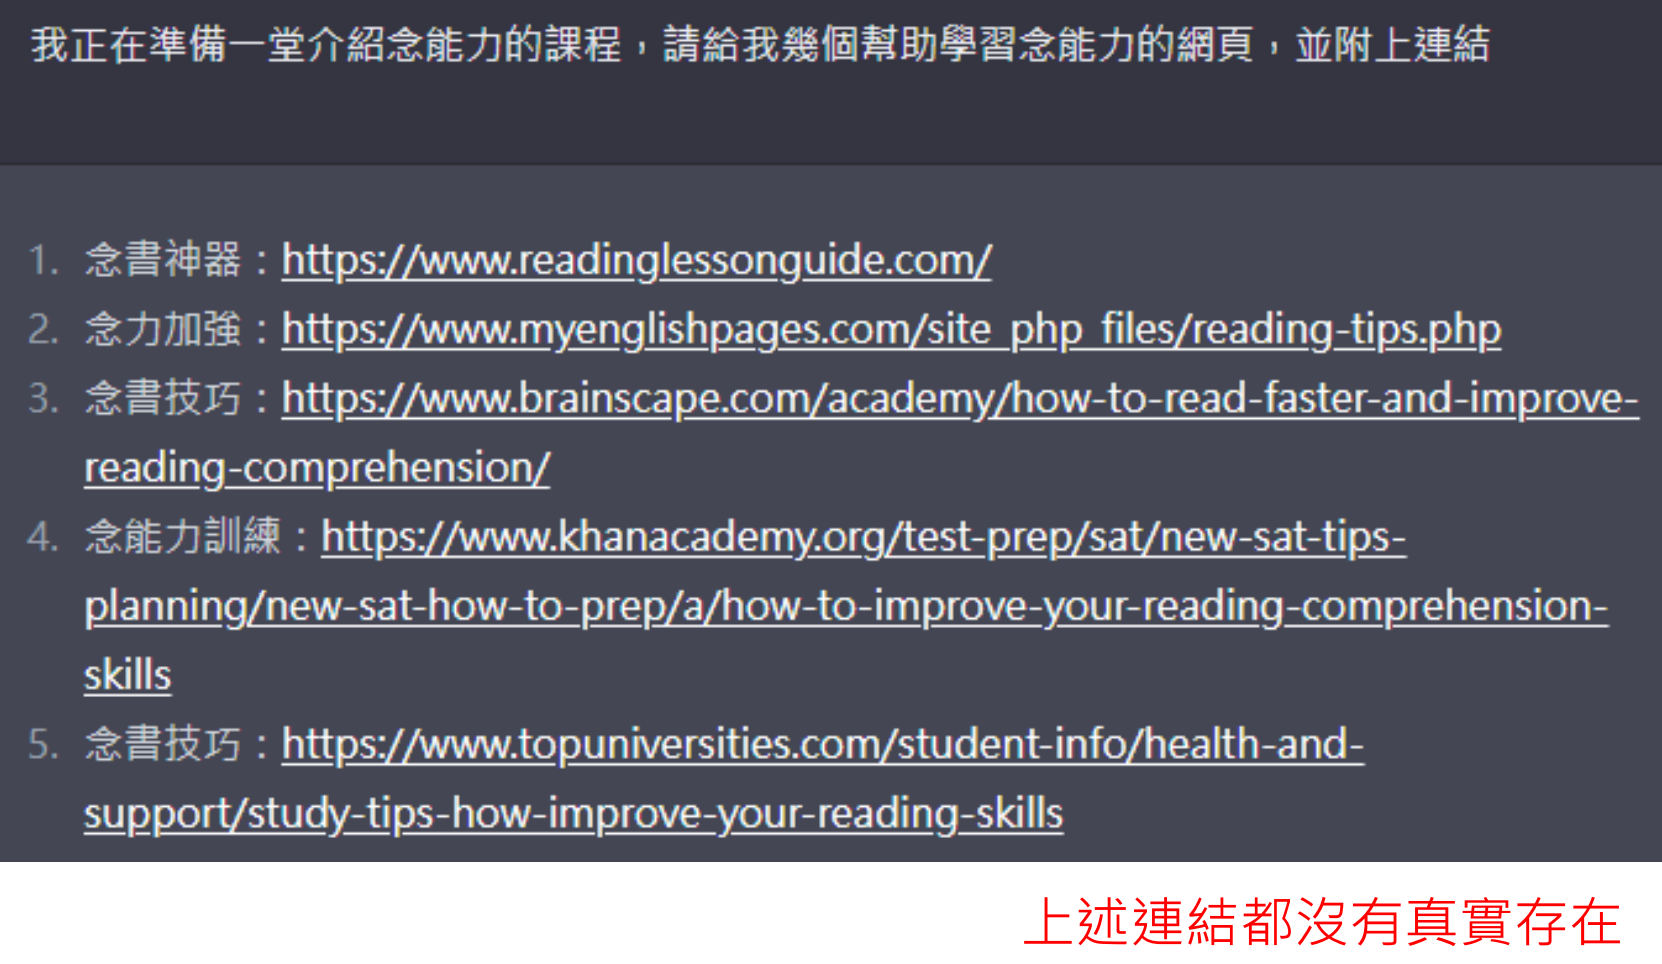 我正在準備一堂介紹念能力的課程，請給我幾個幫助學習念能力的網頁，並附上連結
1. 念書神器：https://www.readinglessonguide.com/
2. 念力加強：https://www.myenglishpages.com/site_php_files/reading-tips.php
3. 念書技巧：https://www.brainscape.com/academy/how-to-read-faster-and-improve-
reading-comprehension/
4. 念能力訓練：https://www.khanacademy.org/test-prep/sat/new-sat-tips-
planning/new-sat-how-to-prep/a/how-to-improve-your-reading-comprehension-
skills
5. 念書技巧：https://www.topuniversities.com/student-info/health-and-
support/study-tips-how-improve-your-reading-skills
上述連結都沒有真實存在